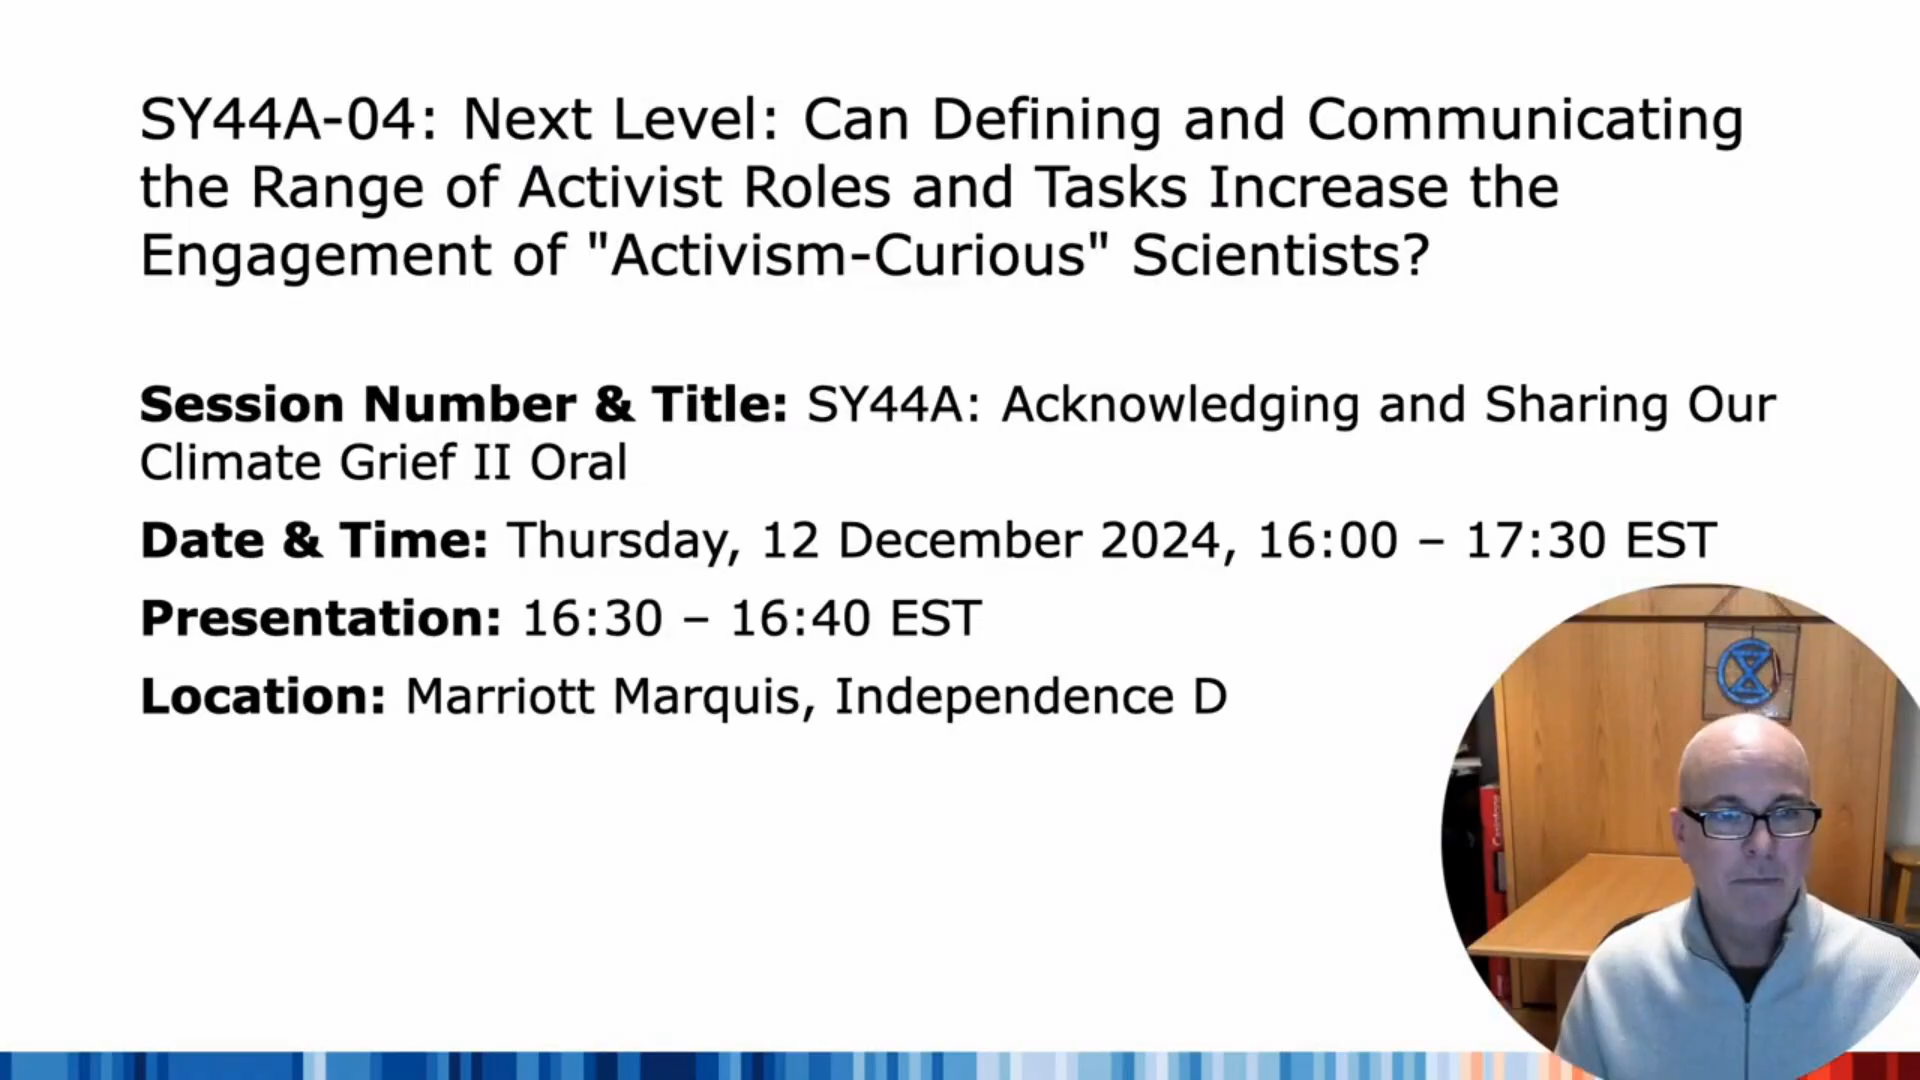 SY44A-04: Next Level: Can Defining and Communicating
the Range of Activist Roles and Tasks Increase the
Engagement of "Activism-Curious" Scientists?
Session Number & Title: SY44A: Acknowledging and Sharing Our
Climate Grief II Oral
Date & Time: Thursday, 12 December 2024, 16:00 – 17:30 EST
Presentation: 16:30 – 16:40 EST
Location: Marriott Marquis, Independence D